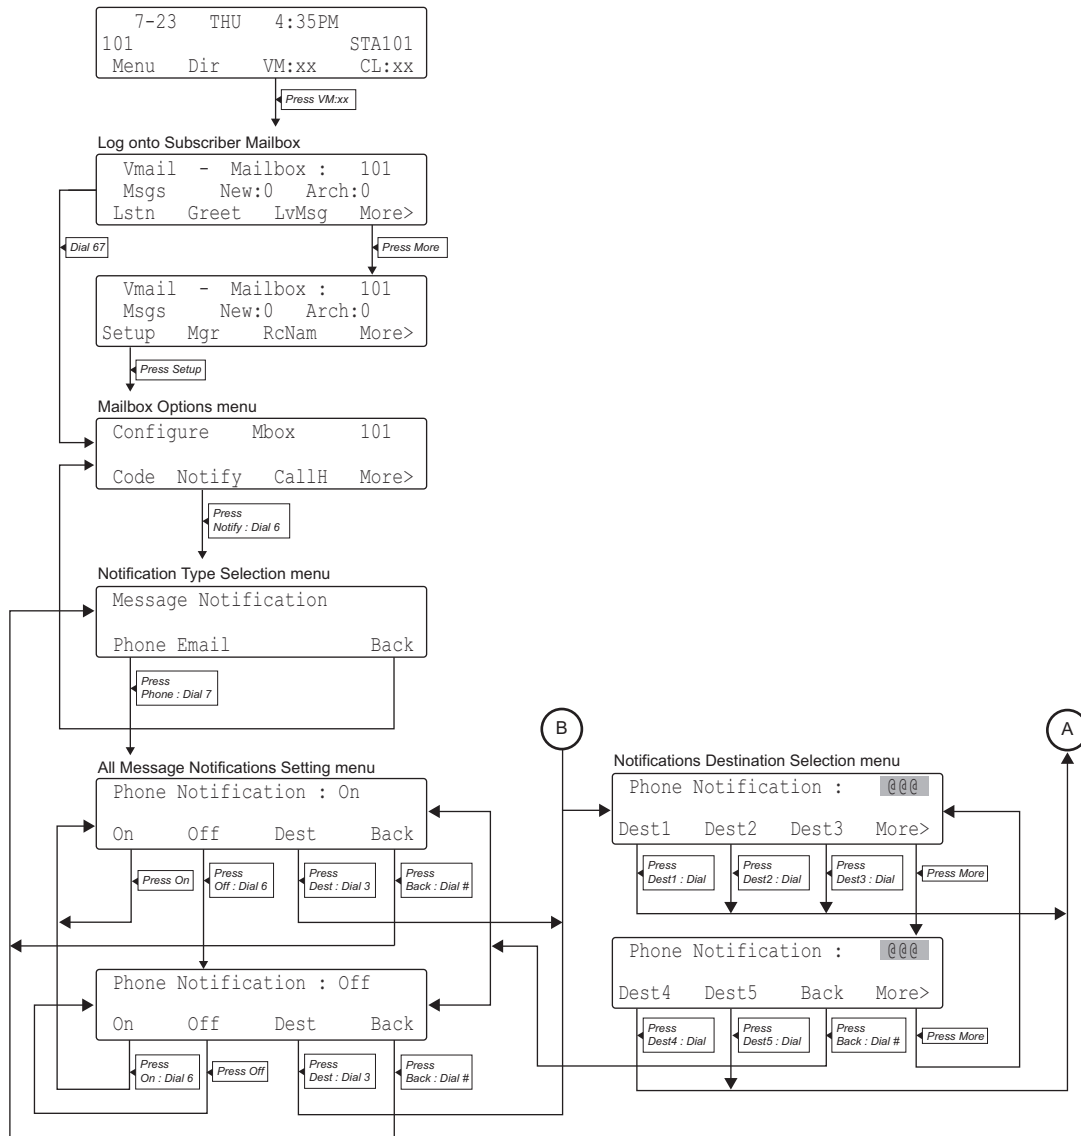 7-23 THU 4:35PM
101 STA101
Menu Dir VM:xx CL:xx
Press VM:xx
Log onto Subscriber Mailbox
Vmail - Mailbox : 101
Msgs New:0 Arch:0
Lstn Greet LvMsg More>
Dial 67
Press More
Vmail - Mailbox : 101
Msgs New:0 Arch:0
Setup Mgr RcNam More>
Press Setup
Mailbox Options menu
Configure Mbox 101
Code Notify CallH More>
Press
Notify : Dial 6
Notification Type Selection menu
Message Notification
Phone Email Back
Press
Phone : Dial 7
All Message Notifications Setting menu
Phone Notification : On
On Off Dest Back
Press On
Press
Off : Dial 6
Press
Dest : Dial 3
Press
Back : Dial #
Phone Notification : Off
On Off Dest Back
Press
On : Dial 6
Press Off
Press
Dest : Dial 3
Press
Back : Dial #
B
A
Notifications Destination Selection menu
Phone Notification : @@@
Dest1 Dest2 Dest3 More>
Press
Dest1 : Dial
Press
Dest2 : Dial
Press
Dest3 : Dial
Press More
Phone Notification : @@@
Dest4 Dest5 Back More>
Press
Dest4 : Dial
Press
Dest5 : Dial
Press
Back : Dial #
Press More